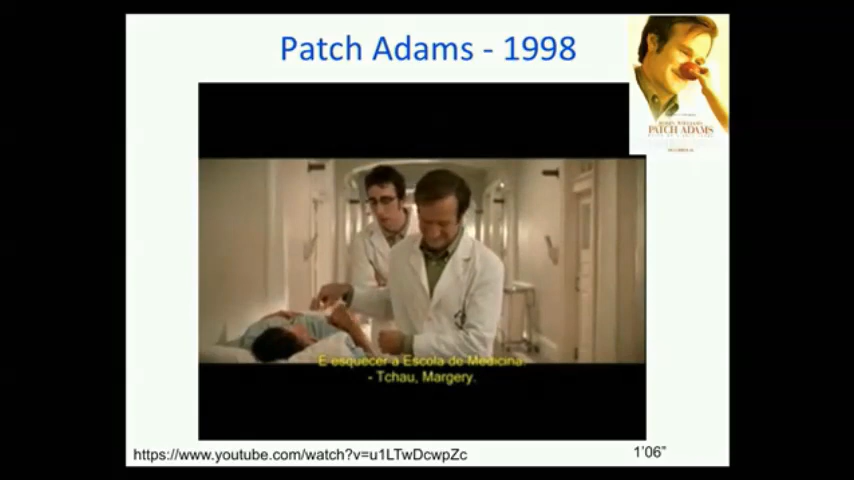 Patch Adams - 1998
PATCH ADAMS
E esquecer a Escola de Medicina.
- Tchau, Margery.
https://www.youtube.com/watch?v=u1LTwDcwpZc
1’06”